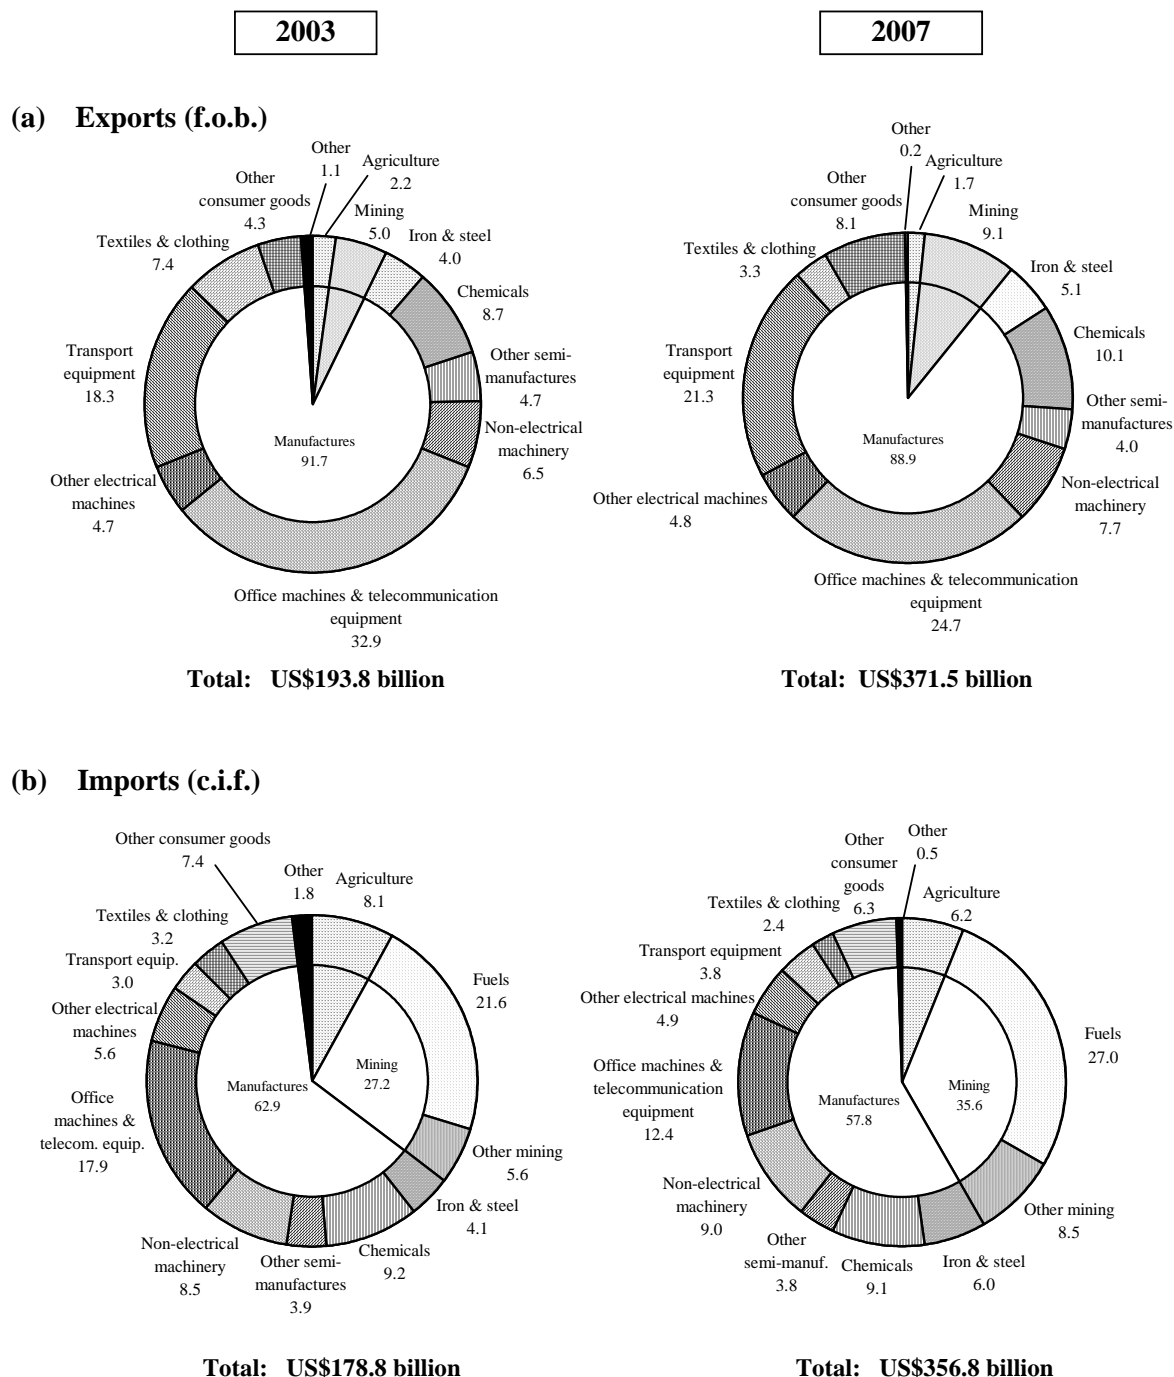 2003
2007
(a) Exports (f.o.b.)
Other
1.1
Agriculture
2.2
Mining
5.0
Iron & steel
4.0
Chemicals
8.7
Other semi-
manufactures
4.7
Non-electrical
machinery
6.5
Office machines & telecommunication
equipment
32.9
Other electrical
machines
4.7
Transport
equipment
18.3
Textiles & clothing
7.4
Other
consumer goods
4.3
Manufactures
91.7
Total: US$193.8 billion
Other
0.2
Agriculture
1.7
Mining
9.1
Iron & steel
5.1
Chemicals
10.1
Other semi-
manufactures
4.0
Non-electrical
machinery
7.7
Office machines & telecommunication
equipment
24.7
Other electrical machines
4.8
Transport
equipment
21.3
Textiles & clothing
3.3
Other
consumer goods
8.1
Manufactures
88.9
Total: US$371.5 billion
(b) Imports (c.i.f.)
Other consumer goods
7.4
Other
1.8
Agriculture
8.1
Fuels
21.6
Mining
27.2
Other mining
5.6
Iron & steel
4.1
Chemicals
9.2
Other semi-
manufactures
3.9
Non-electrical
machinery
8.5
Office
machines &
telecom. equip.
17.9
Other electrical
machines
5.6
Transport equip.
3.0
Textiles & clothing
3.2
Manufactures
62.9
Total: US$178.8 billion
Other
0.5
Agriculture
6.2
Fuels
27.0
Mining
35.6
Other mining
8.5
Iron & steel
6.0
Chemicals
9.1
Other
semi-manuf.
3.8
Non-electrical
machinery
9.0
Office machines &
telecommunication
equipment
12.4
Other electrical machines
4.9
Transport equipment
3.8
Textiles & clothing
2.4
Other
consumer
goods
6.3
Manufactures
57.8
Total: US$356.8 billion